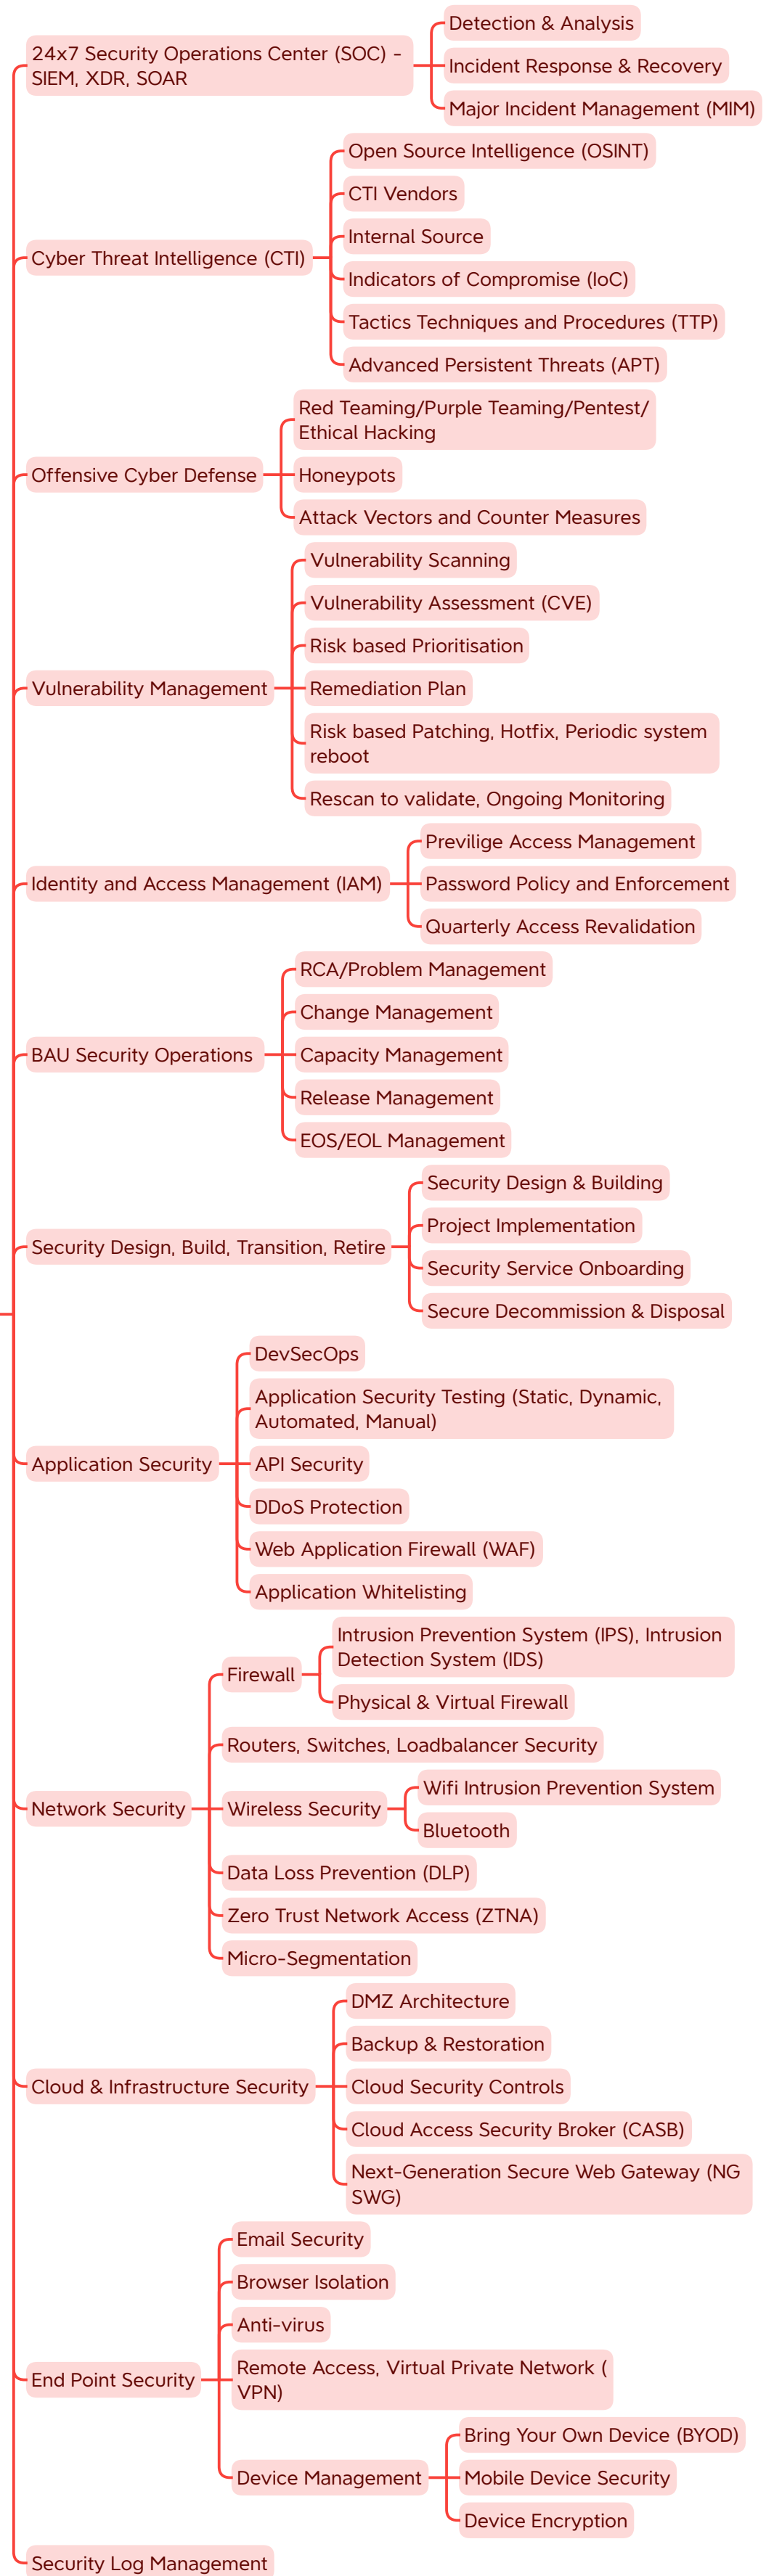 24x7 Security Operations Center (SOC) -
SIEM, XDR, SOAR
Detection & Analysis
Incident Response & Recovery
Major Incident Management (MIM)
Cyber Threat Intelligence (CTI)
Open Source Intelligence (OSINT)
CTI Vendors
Internal Source
Indicators of Compromise (IoC)
Tactics Techniques and Procedures (TTP)
Advanced Persistent Threats (APT)
Offensive Cyber Defense
Red Teaming/Purple Teaming/Pentest/
Ethical Hacking
Honeypots
Attack Vectors and Counter Measures
Vulnerability Management
Vulnerability Scanning
Vulnerability Assessment (CVE)
Risk based Prioritisation
Remediation Plan
Risk based Patching, Hotfix, Periodic system
reboot
Rescan to validate, Ongoing Monitoring
Identity and Access Management (IAM)
Previlige Access Management
Password Policy and Enforcement
Quarterly Access Revalidation
BAU Security Operations
RCA/Problem Management
Change Management
Capacity Management
Release Management
EOS/EOL Management
Security Design, Build, Transition, Retire
Security Design & Building
Project Implementation
Security Service Onboarding
Secure Decommission & Disposal
Application Security
DevSecOps
Application Security Testing (Static, Dynamic,
Automated, Manual)
API Security
DDoS Protection
Web Application Firewall (WAF)
Application Whitelisting
Network Security
Firewall
Intrusion Prevention System (IPS), Intrusion
Detection System (IDS)
Physical & Virtual Firewall
Routers, Switches, Loadbalancer Security
Wireless Security
Wifi Intrusion Prevention System
Bluetooth
Data Loss Prevention (DLP)
Zero Trust Network Access (ZTNA)
Micro-Segmentation
Cloud & Infrastructure Security
DMZ Architecture
Backup & Restoration
Cloud Security Controls
Cloud Access Security Broker (CASB)
Next-Generation Secure Web Gateway (NG
SWG)
End Point Security
Email Security
Browser Isolation
Anti-virus
Remote Access, Virtual Private Network (
VPN)
Device Management
Bring Your Own Device (BYOD)
Mobile Device Security
Device Encryption
Security Log Management